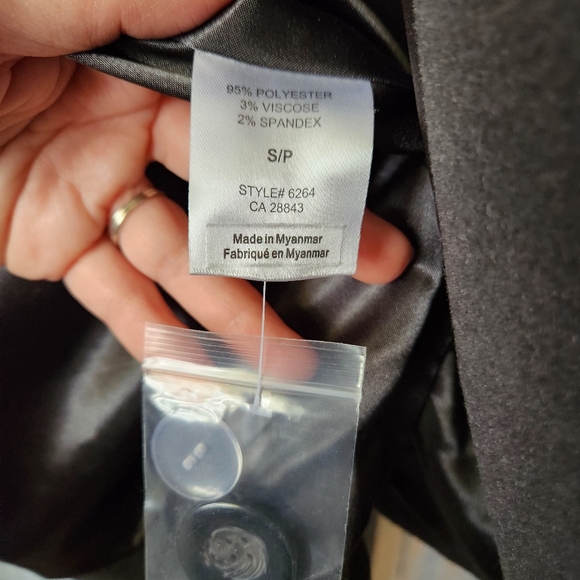 95% POLYESTER
3% VISCOSE
2% SPANDEX
S/P
STYLE# 6264
CA 28843
Made in Myanmar
Fabriqué en Myanmar